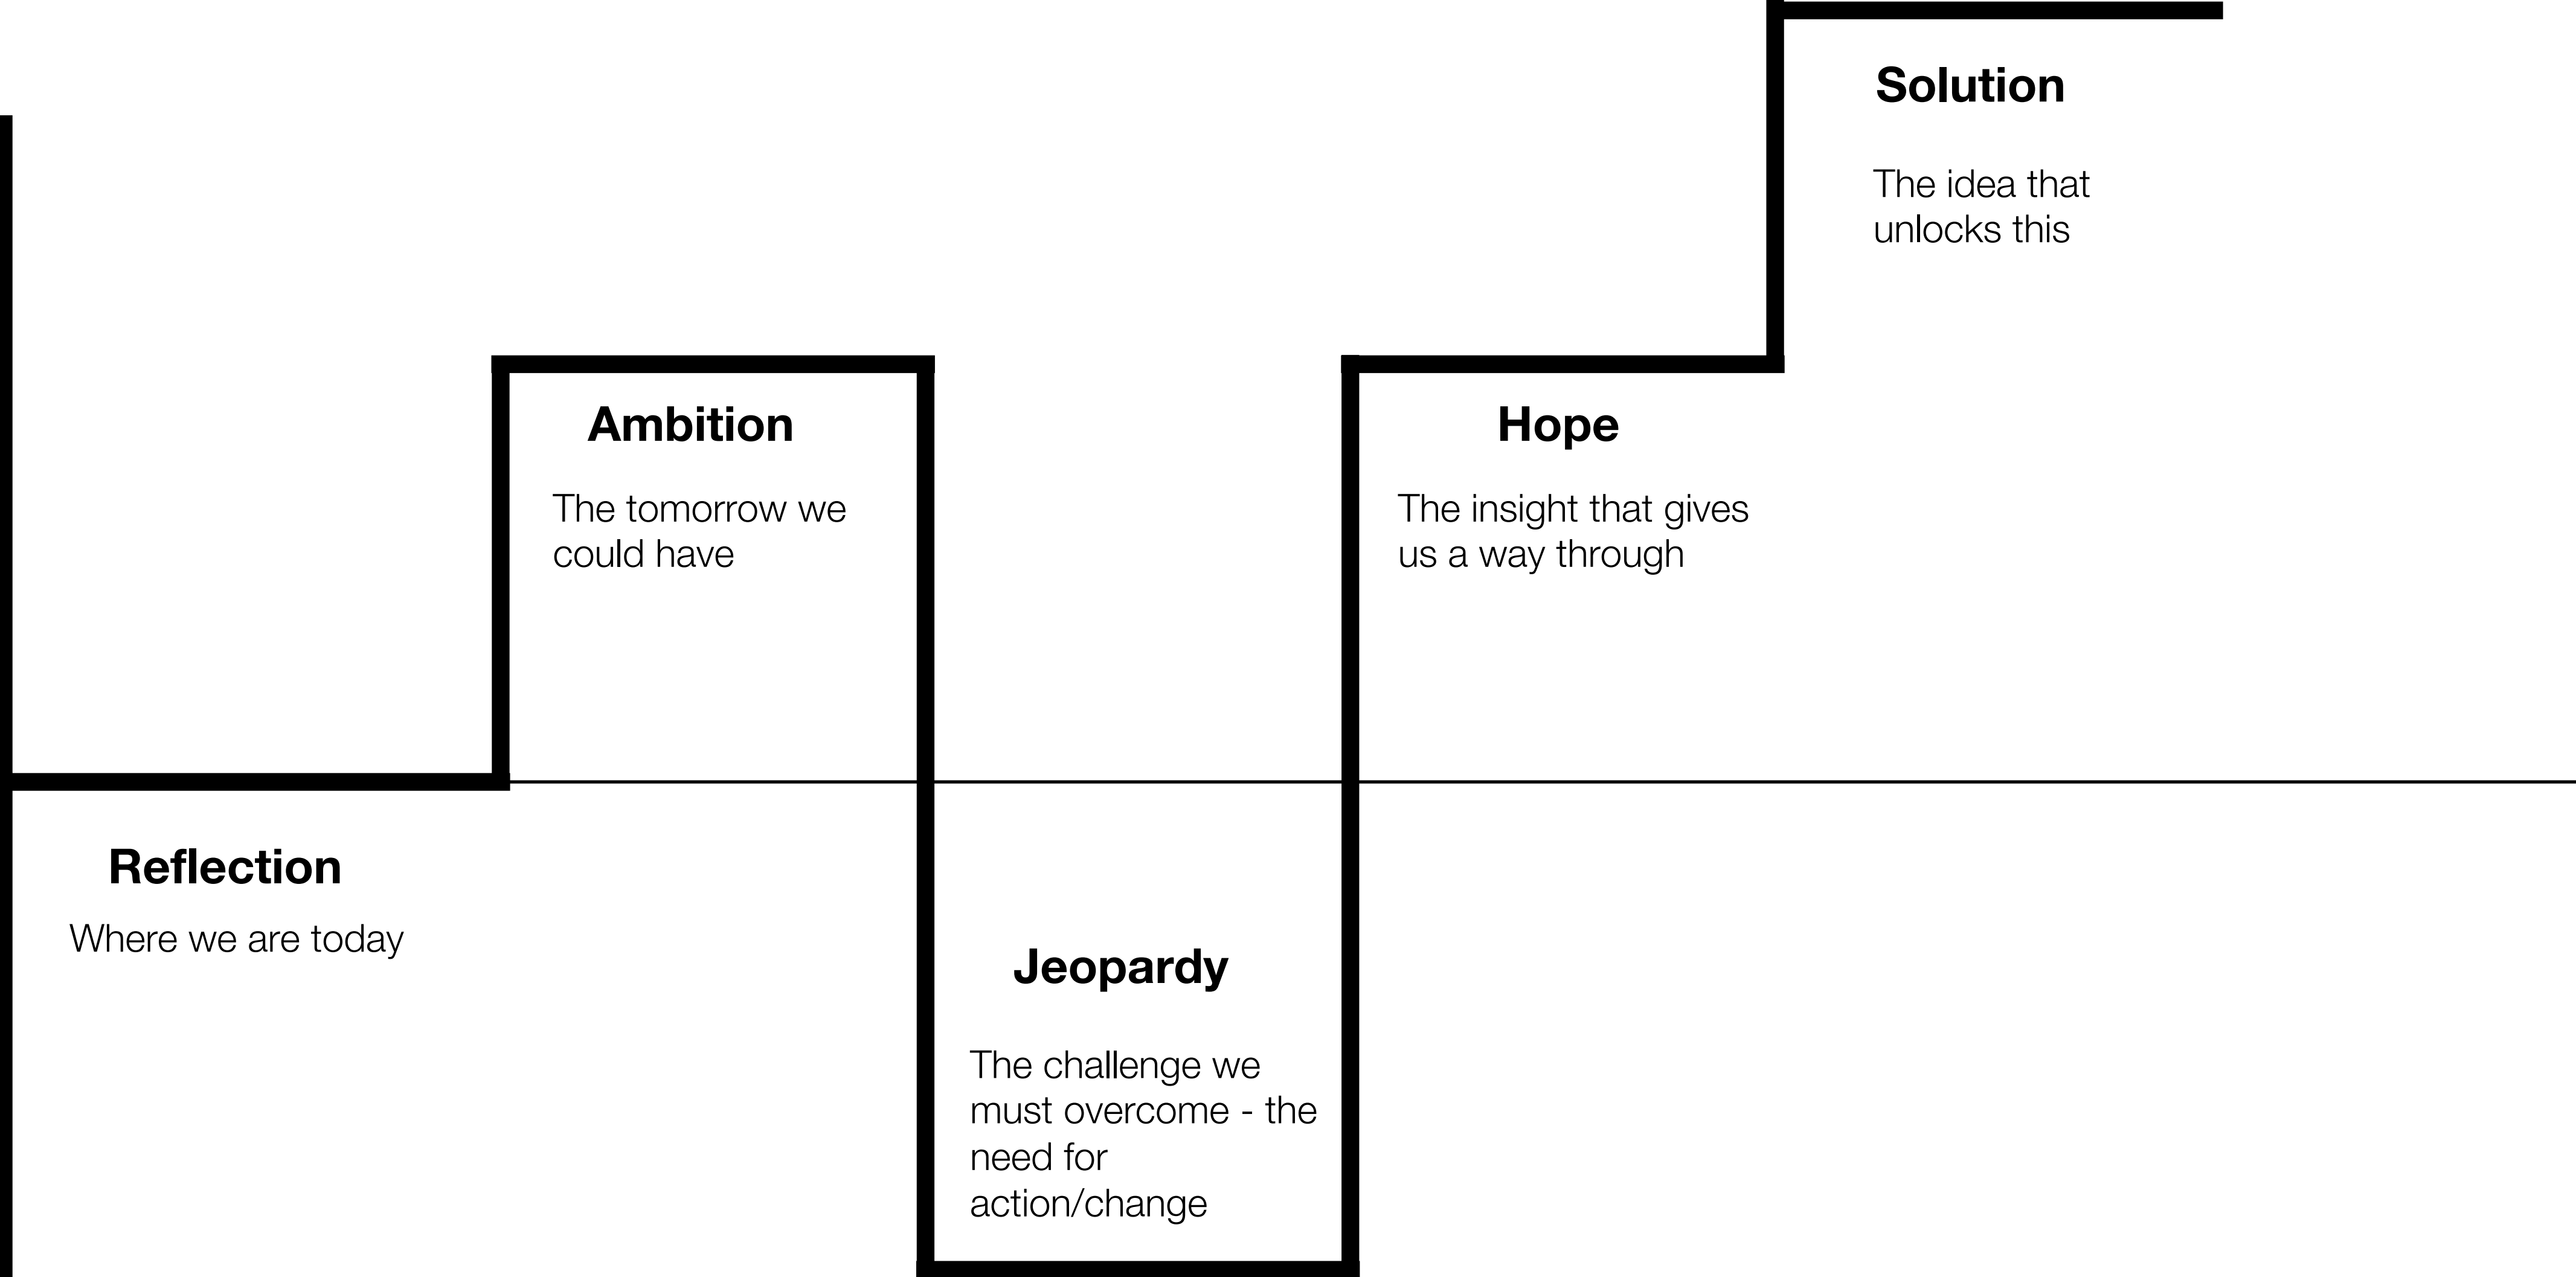 Reflection
Where we are today
Ambition
The tomorrow we
could have
Jeopardy
The challenge we
must overcome - the
need for
action/change
Hope
The insight that gives
us a way through
Solution
The idea that
unlocks this